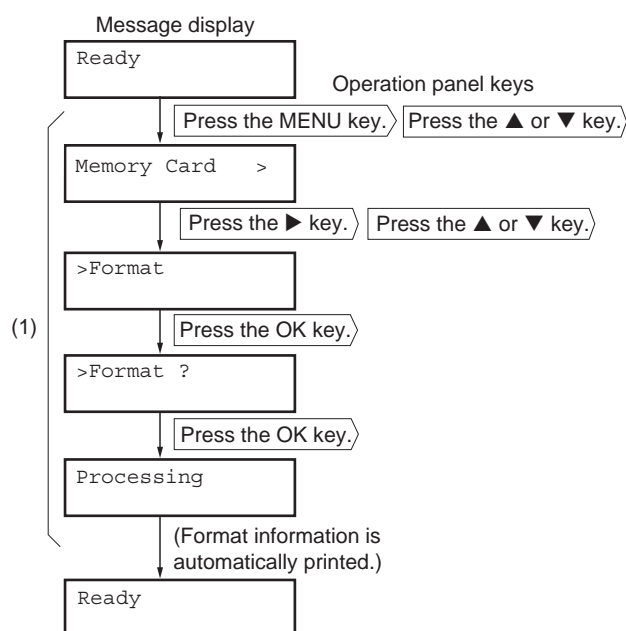 Message display
Ready
Operation panel keys
Press the MENU key. Press the ▲ or ▼ key.
Memory Card >
Press the ▶ key. Press the ▲ or ▼ key.
>Format
(1)
Press the OK key.
>Format ?
Press the OK key.
Processing
(Format information is
automatically printed.)
Ready